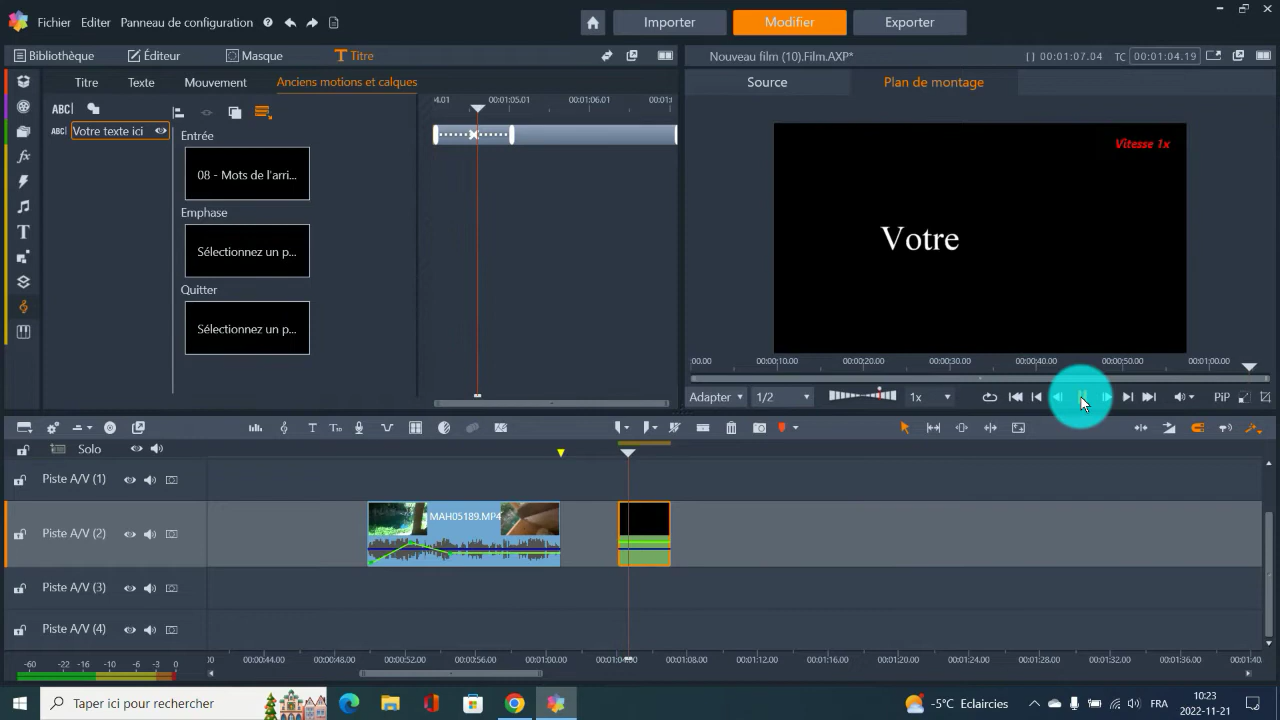 Fichier Editer Panneau de configuration
Importer Modifier Exporter
Bibliothèque Éditeur Masque Titre
Nouveau film (10).Film.AXP* [ ] 00:01:07.04 TC 00:01:04.19
Titre Texte Mouvement Anciens motions et calques
Source Plan de montage
ABC
ABC Votre texte ici
Entrée
08 - Mots de l'arri...
Emphase
Sélectionnez un p...
Quitter
Sélectionnez un p...
00:01:05.01 00:01:06.01
Vitesse 1x
Votre
00:00:10.00 00:00:20.00 00:00:30.00 00:00:40.00 00:00:50.00 00:01:00.00
Adapter 1/2 1x PiP
Solo
Piste A/V (1)
Piste A/V (2)
MAH05189.MP4
Piste A/V (3)
Piste A/V (4)
00:00:44.00 00:00:48.00 00:00:52.00 00:00:56.00 00:01:00.00 00:01:08.00 00:01:12.00 00:01:16.00 00:01:20.00 00:01:24.00 00:01:28.00 00:01:32.00 00:01:36.00
-60 -22 -16 -10 -6 -3 0
Taper ici pour rechercher
-5°C Eclaircies
FRA
10:23
2022-11-21